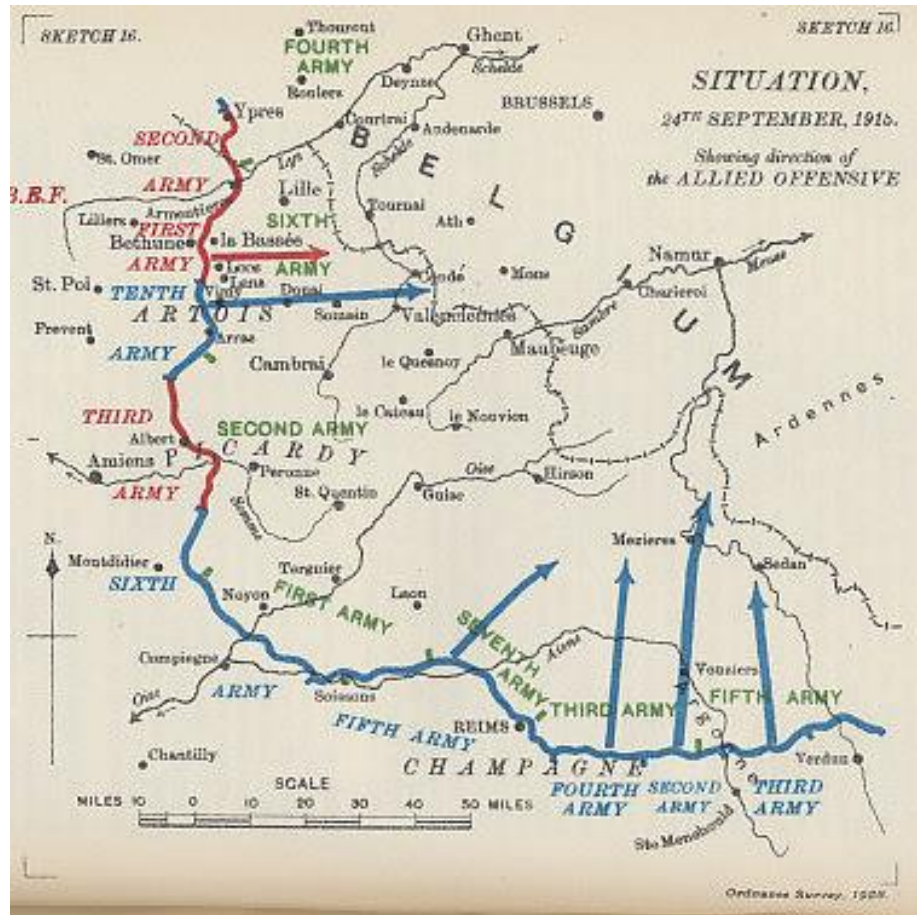 SKETCH 16.
SKETCH 16.
SITUATION,
24TH SEPTEMBER, 1915.
Showing direction of
the ALLIED OFFENSIVE
Thourout
FOURTH
ARMY
Roulers
Ghent
Schelde
Deynze
BRUSSELS
Ypres
Courtrai
Audenarde
SECOND
ARMY
St. Omer
Lys
Schelde
BELGIUM
Lille
Armentieres
B.E.F.
Lillers
FIRST
ARMY
SIXTH
ARMY
Tournai
Ath
Bethune
la Bassée
Loos
Lens
Condé
Mons
Namur
Meuse
Charleroi
Sambre
St. Pol
TENTH
ARMY
Vimy
Douai
Somain
Valenciennes
ARTOIS
Arras
Maubeuge
Prevent
Cambrai
le Quesnoy
le Cateau
le Nouvion
Ardennes
THIRD
ARMY
Albert
SECOND ARMY
PICARDY
Amiens
Peronne
St. Quentin
Somme
Oise
Guise
Hirson
N.
Montdidier
SIXTH
ARMY
Mezieres
Sedan
Noyon
Tergnier
FIRST ARMY
Laon
SEVENTH
ARMY
Aisne
Compiegne
Soissons
Vouziers
Oise
FIFTH ARMY
REIMS
THIRD ARMY
FIFTH ARMY
Chantilly
CHAMPAGNE
Verdun
FOURTH
ARMY
SECOND
ARMY
THIRD
ARMY
Ste Menehould
SCALE
MILES 10 0 10 20 30 40 50 MILES
Ordnance Survey, 1928.